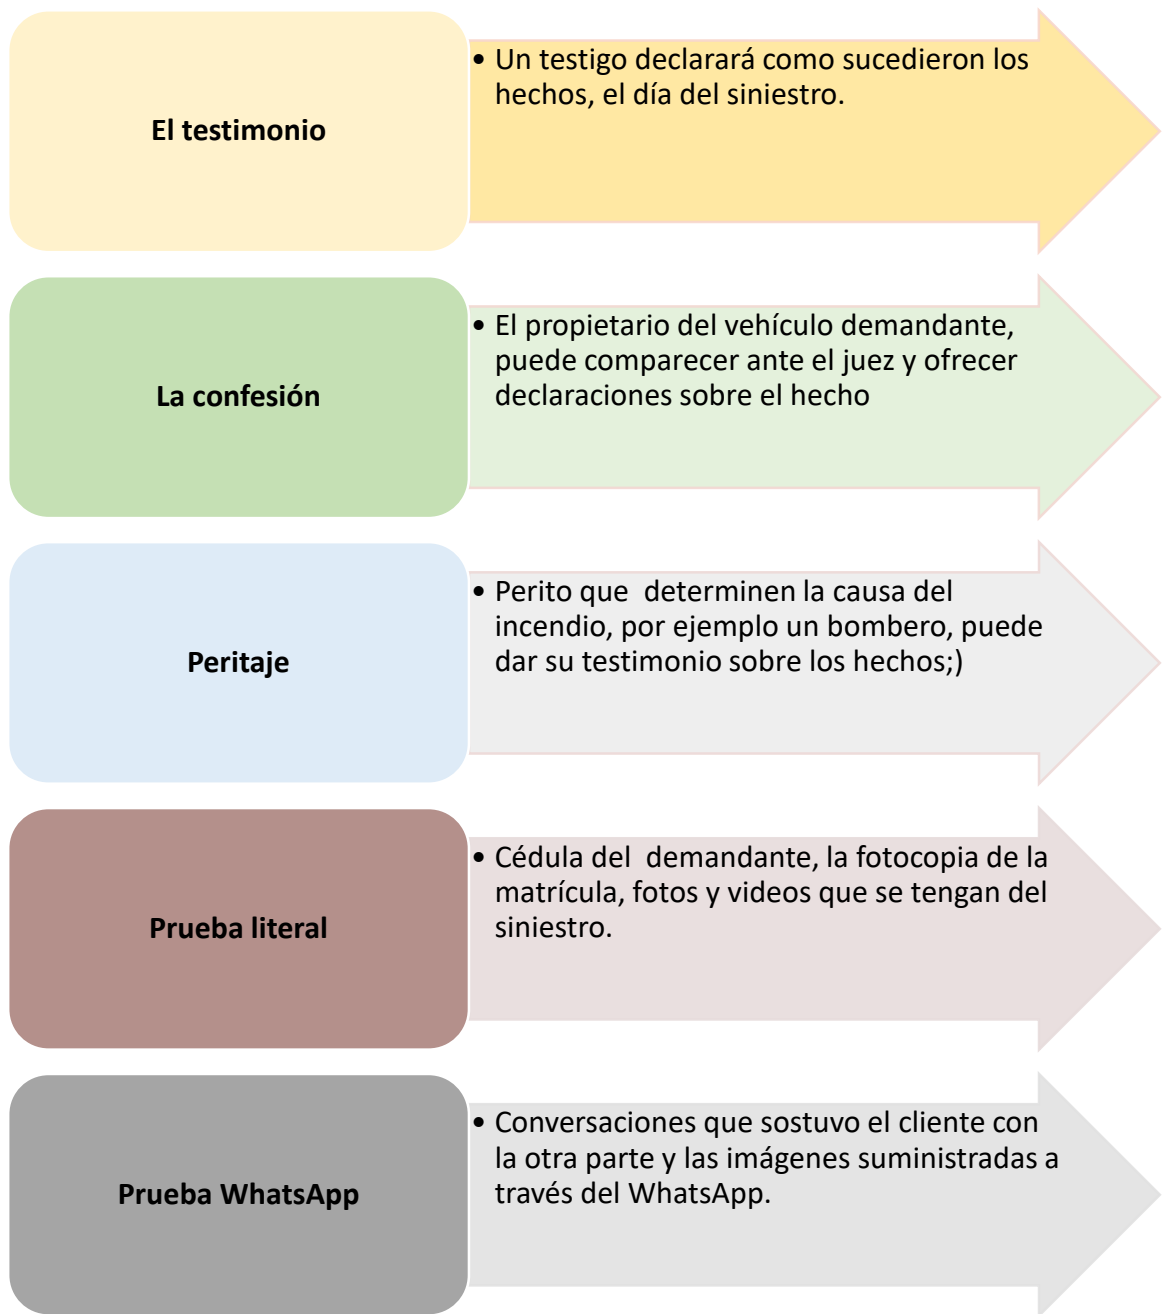 El testimonio
• Un testigo declarará como sucedieron los
hechos, el día del siniestro.
La confesión
• El propietario del vehículo demandante,
puede comparecer ante el juez y ofrecer
declaraciones sobre el hecho
Peritaje
• Perito que  determinen la causa del
incendio, por ejemplo un bombero, puede
dar su testimonio sobre los hechos;)
Prueba literal
• Cédula del  demandante, la fotocopia de la
matrícula, fotos y videos que se tengan del
siniestro.
Prueba WhatsApp
• Conversaciones que sostuvo el cliente con
la otra parte y las imágenes suministradas a
través del WhatsApp.